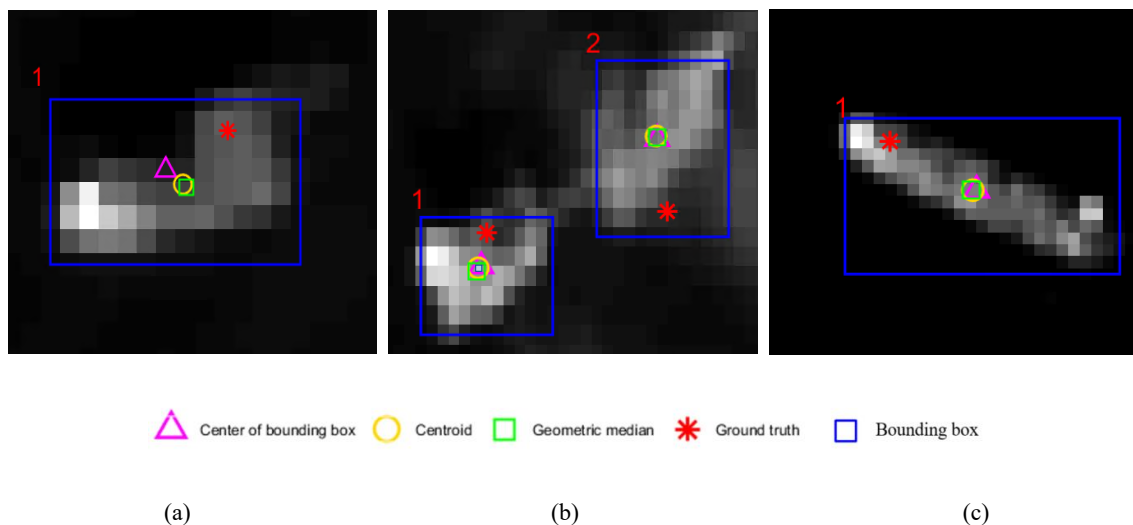 1
2
1
1
Center of bounding box Centroid Geometric median Ground truth Bounding box
(a) (b) (c)